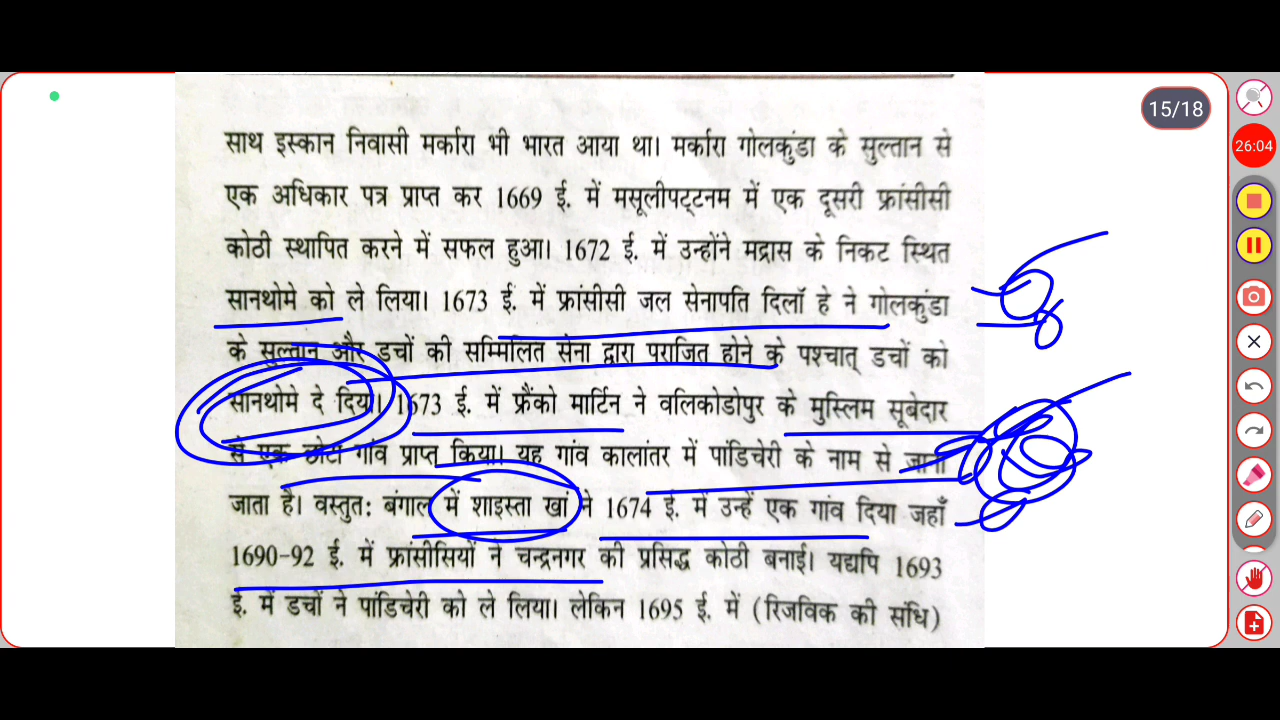 15/18
26:04
साथ इस्कान निवासी मर्कारा भी भारत आया था। मर्कारा गोलकुंडा के सुल्तान से
एक अधिकार पत्र प्राप्त कर 1669 ई. में मसूलीपट्टनम में एक दूसरी फ्रांसीसी
कोठी स्थापित करने में सफल हुआ। 1672 ई. में उन्होंने मद्रास के निकट स्थित
सानथोमे को ले लिया। 1673 ई. में फ्रांसीसी जल सेनापति दिलॉ हे ने गोलकुंडा
के सुल्तान और डचों की सम्मिलित सेना द्वारा पराजित होने के पश्चात् डचों को
सानथोमे दे दिया। 1673 ई. में फ्रैंको मार्टिन ने वलिकोडोपुर के मुस्लिम सूबेदार
से एक छोटा गांव प्राप्त किया। यह गांव कालांतर में पांडिचेरी के नाम से जाना
जाता है। वस्तुतः बंगाल में शाइस्ता खां ने 1674 ई. में उन्हें एक गांव दिया जहाँ
1690-92 ई. में फ्रांसीसियों ने चन्द्रनगर की प्रसिद्ध कोठी बनाई। यद्यपि 1693
ई. में डचों ने पांडिचेरी को ले लिया। लेकिन 1695 ई. में (रिजविक की संधि)